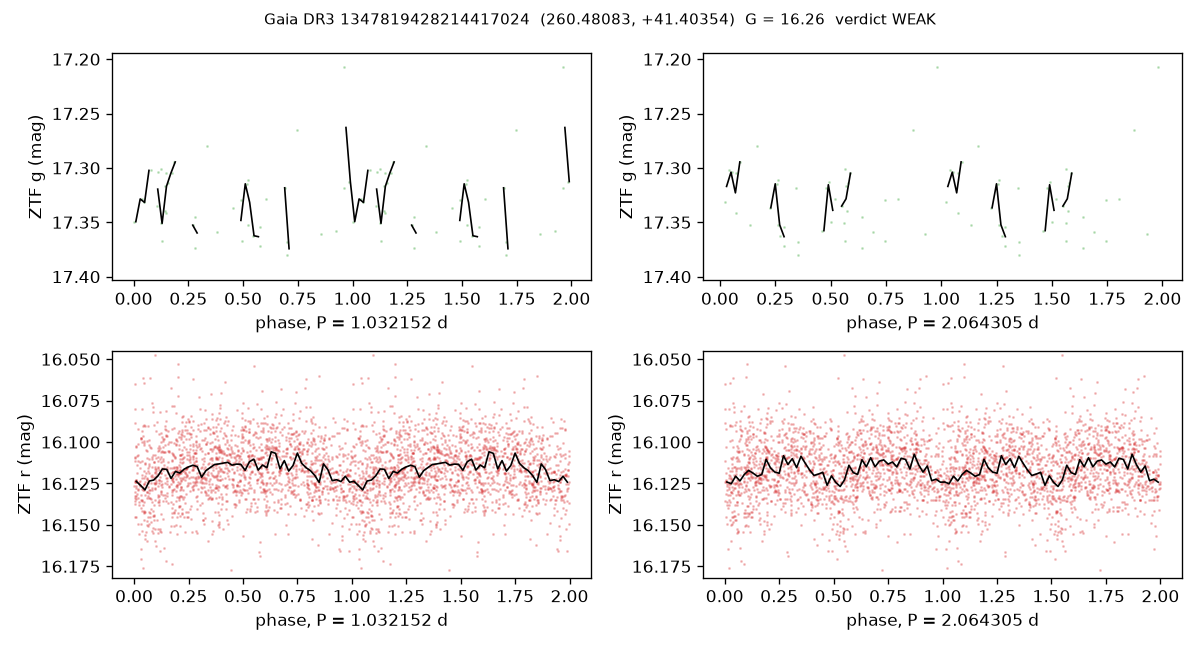 Gaia DR3 1347819428214417024  (260.48083, +41.40354)  G = 16.26  verdict WEAK
17.20
17.25
17.30
17.35
17.40
ZTF g (mag)
0.00 0.25 0.50 0.75 1.00 1.25 1.50 1.75 2.00
phase, P = 1.032152 d
17.20
17.25
17.30
17.35
17.40
ZTF g (mag)
0.00 0.25 0.50 0.75 1.00 1.25 1.50 1.75 2.00
phase, P = 2.064305 d
16.050
16.075
16.100
16.125
16.150
16.175
ZTF r (mag)
0.00 0.25 0.50 0.75 1.00 1.25 1.50 1.75 2.00
phase, P = 1.032152 d
16.050
16.075
16.100
16.125
16.150
16.175
ZTF r (mag)
0.00 0.25 0.50 0.75 1.00 1.25 1.50 1.75 2.00
phase, P = 2.064305 d